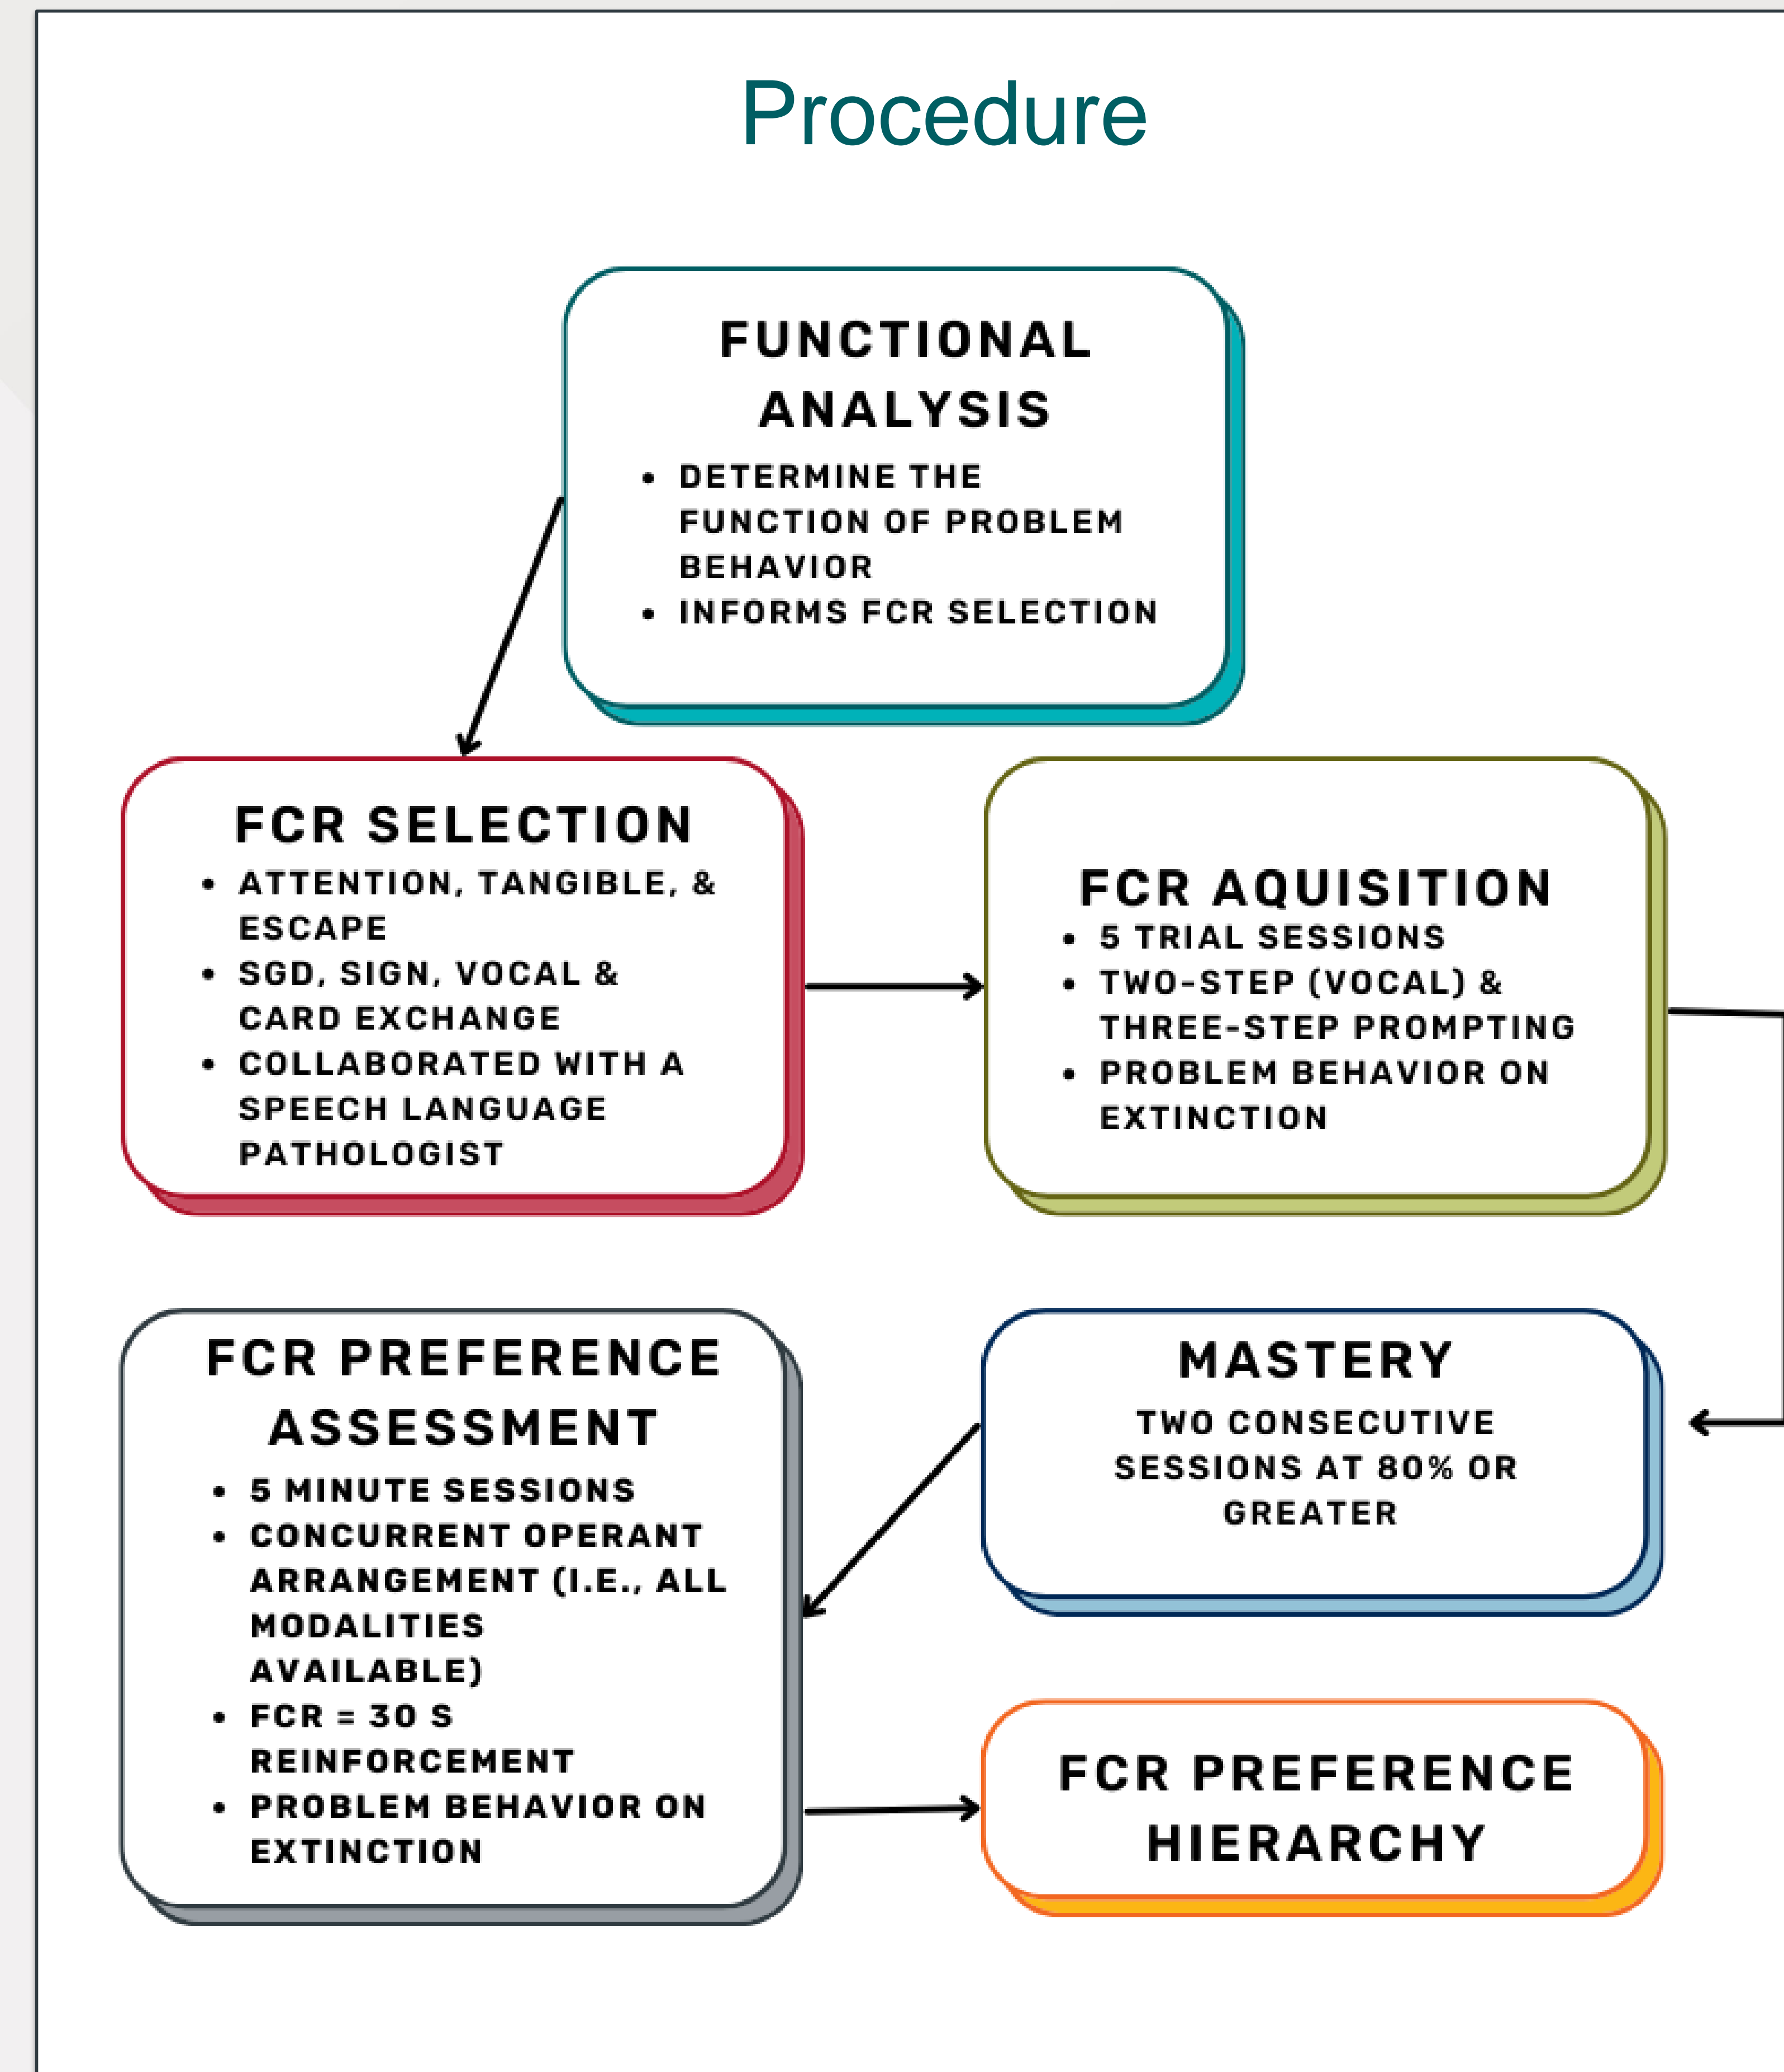 Procedure
FUNCTIONAL
ANALYSIS
• DETERMINE THE
FUNCTION OF PROBLEM
BEHAVIOR
• INFORMS FCR SELECTION
FCR SELECTION
• ATTENTION, TANGIBLE, &
ESCAPE
• SGD, SIGN, VOCAL &
CARD EXCHANGE
• COLLABORATED WITH A
SPEECH LANGUAGE
PATHOLOGIST
FCR AQUISITION
• 5 TRIAL SESSIONS
• TWO-STEP (VOCAL) &
THREE-STEP PROMPTING
• PROBLEM BEHAVIOR ON
EXTINCTION
MASTERY
TWO CONSECUTIVE
SESSIONS AT 80% OR
GREATER
FCR PREFERENCE
ASSESSMENT
• 5 MINUTE SESSIONS
• CONCURRENT OPERANT
ARRANGEMENT (I.E., ALL
MODALITIES
AVAILABLE)
• FCR = 30 S
REINFORCEMENT
• PROBLEM BEHAVIOR ON
EXTINCTION
FCR PREFERENCE
HIERARCHY